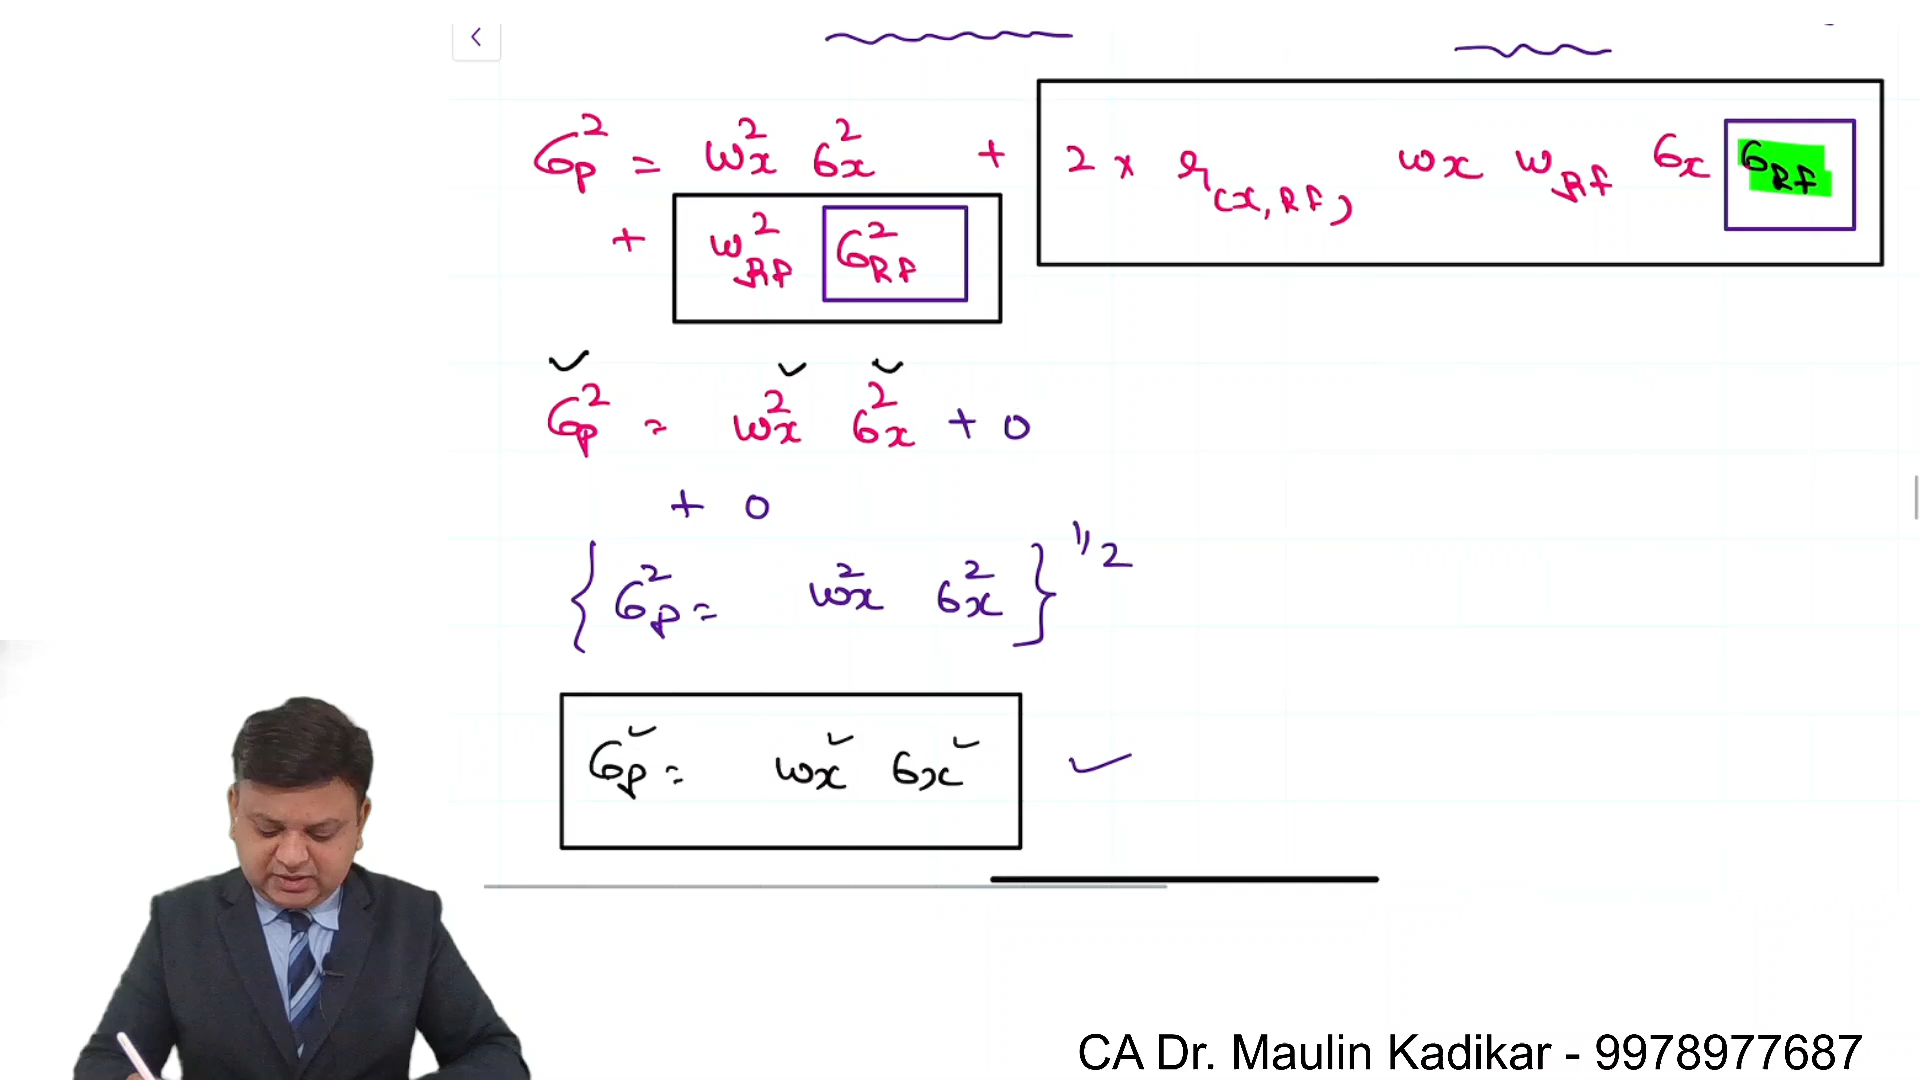 σp² = wx² σx² + 2 × r(x, RF) wx wRF σx σRF
+ wRF² σRF²
σp² = wx² σx² + 0
+ 0
{ σp² = wx² σx² }^1/2
σp = wx σx
CA Dr. Maulin Kadikar - 9978977687